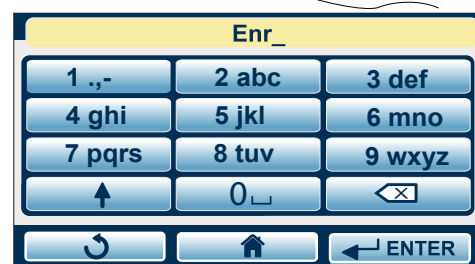 Enr_
1 .,- 2 abc 3 def
4 ghi 5 jkl 6 mno
7 pqrs 8 tuv 9 wxyz
0⎵
ENTER